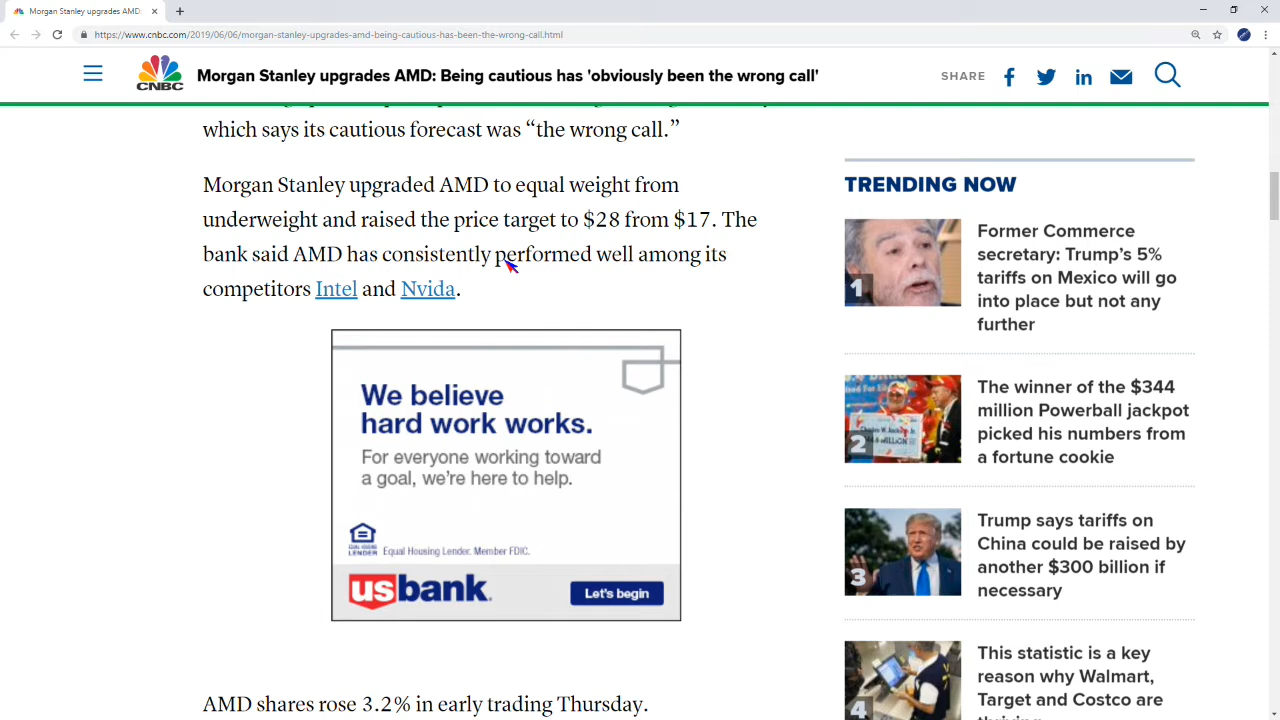 Morgan Stanley upgrades AMD:
https://www.cnbc.com/2019/06/06/morgan-stanley-upgrades-amd-being-cautious-has-been-the-wrong-call.html
CNBC
Morgan Stanley upgrades AMD: Being cautious has 'obviously been the wrong call'
SHARE
which says its cautious forecast was “the wrong call.”
Morgan Stanley upgraded AMD to equal weight from
underweight and raised the price target to $28 from $17. The
bank said AMD has consistently performed well among its
competitors Intel and Nvida.
We believe
hard work works.
For everyone working toward
a goal, we're here to help.
EQUAL HOUSING
LENDER
Equal Housing Lender. Member FDIC.
usbank.
Let's begin
AMD shares rose 3.2% in early trading Thursday.
TRENDING NOW
1
Former Commerce
secretary: Trump’s 5%
tariffs on Mexico will go
into place but not any
further
2
The winner of the $344
million Powerball jackpot
picked his numbers from
a fortune cookie
3
Trump says tariffs on
China could be raised by
another $300 billion if
necessary
4
This statistic is a key
reason why Walmart,
Target and Costco are